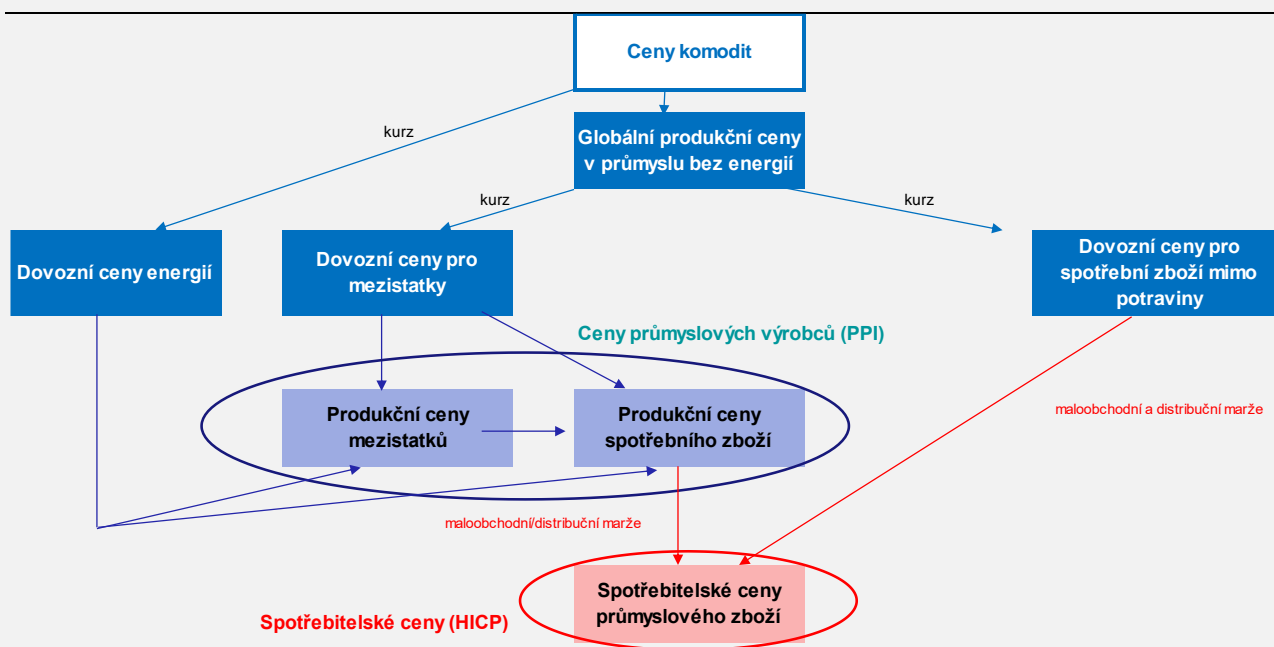 Ceny komodit
kurz
Globální produkční ceny
v průmyslu bez energií
kurz
kurz
Dovozní ceny energií
Dovozní ceny pro
mezistatky
Dovozní ceny pro
spotřební zboží mimo
potraviny
Ceny průmyslových výrobců (PPI)
Produkční ceny
mezistatků
Produkční ceny
spotřebního zboží
maloobchodní a distribuční marže
maloobchodní/distribuční marže
Spotřebitelské ceny
průmyslového zboží
Spotřebitelské ceny (HICP)